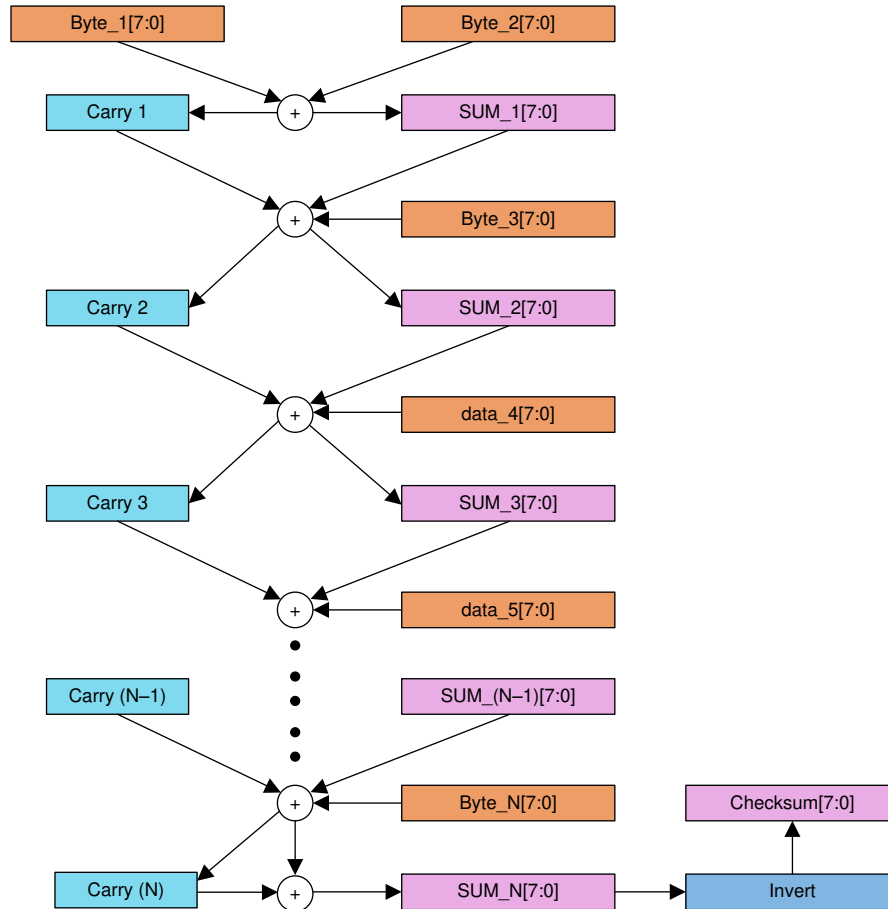 Byte_1[7:0]
Byte_2[7:0]
Carry 1
+
SUM_1[7:0]
+
Byte_3[7:0]
Carry 2
SUM_2[7:0]
+
data_4[7:0]
Carry 3
SUM_3[7:0]
+
data_5[7:0]
Carry (N–1)
SUM_(N–1)[7:0]
+
Byte_N[7:0]
Checksum[7:0]
Carry (N)
+
SUM_N[7:0]
Invert